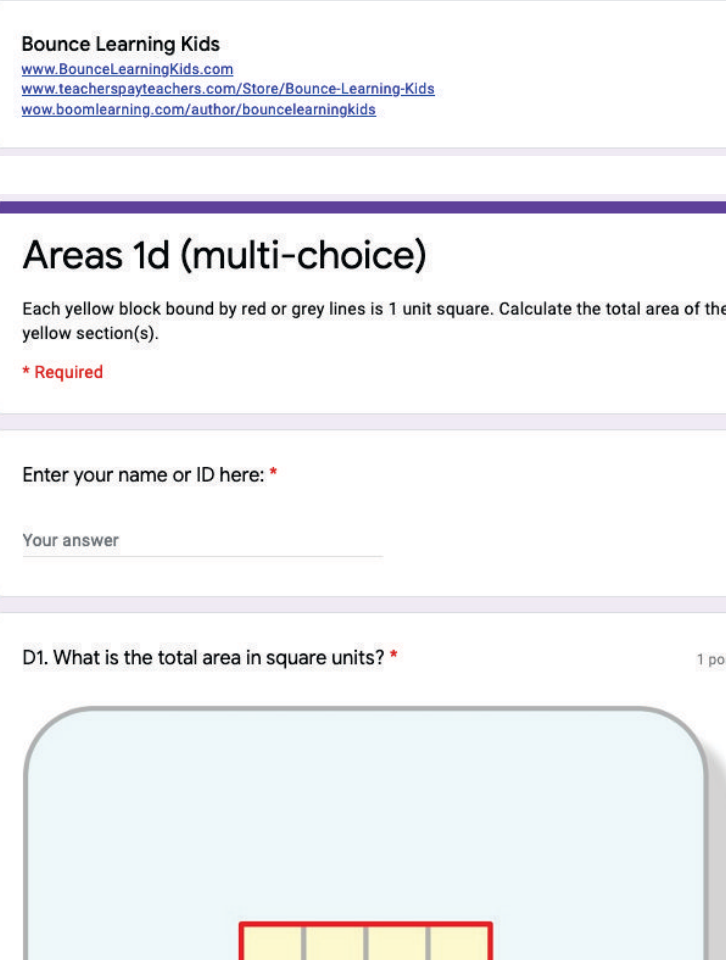 Bounce Learning Kids
www.BounceLearningKids.com
www.teacherspayteachers.com/Store/Bounce-Learning-Kids
wow.boomlearning.com/author/bouncelearningkids
Areas 1d (multi-choice)
Each yellow block bound by red or grey lines is 1 unit square. Calculate the total area of the
yellow section(s).
* Required
Enter your name or ID here: *
Your answer
D1. What is the total area in square units? *
1 po